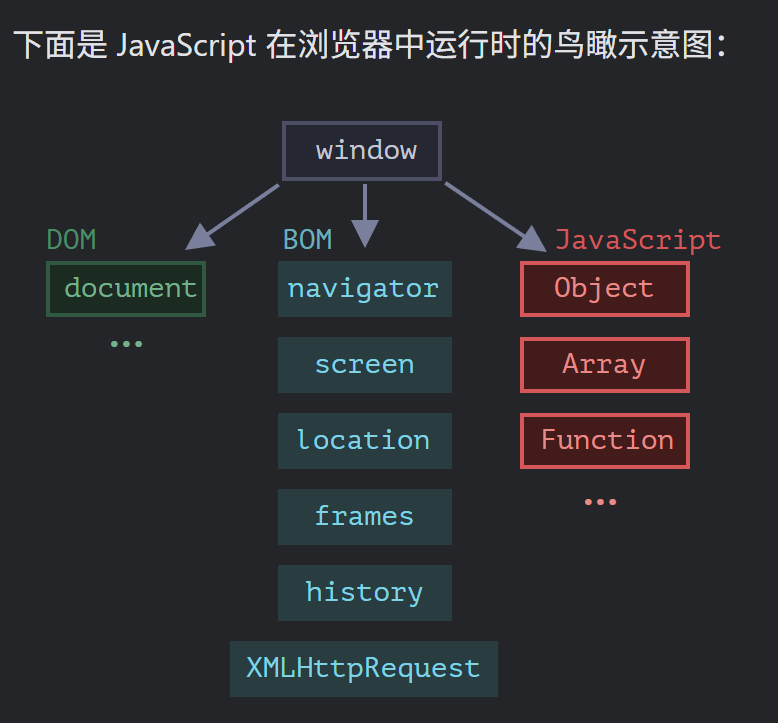 下面是 JavaScript 在浏览器中运行时的鸟瞰示意图：
window
DOM
BOM
JavaScript
document
navigator
Object
...
screen
Array
location
Function
frames
...
history
XMLHttpRequest